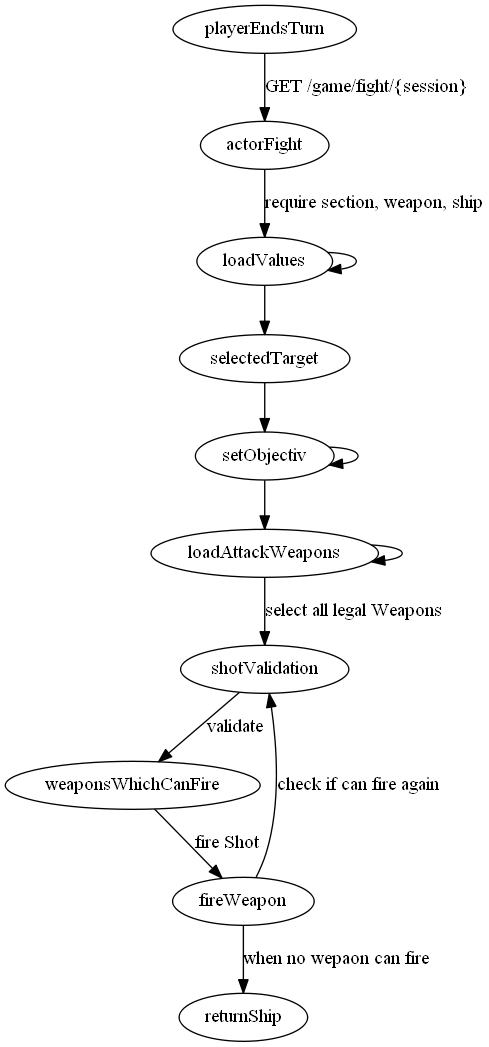 playerEndsTurn
GET /game/fight/{session}
actorFight
require section, weapon, ship
loadValues
selectedTarget
setObjectiv
loadAttackWeapons
select all legal Weapons
shotValidation
validate
weaponsWhichCanFire
check if can fire again
fire Shot
fireWeapon
when no wepaon can fire
returnShip